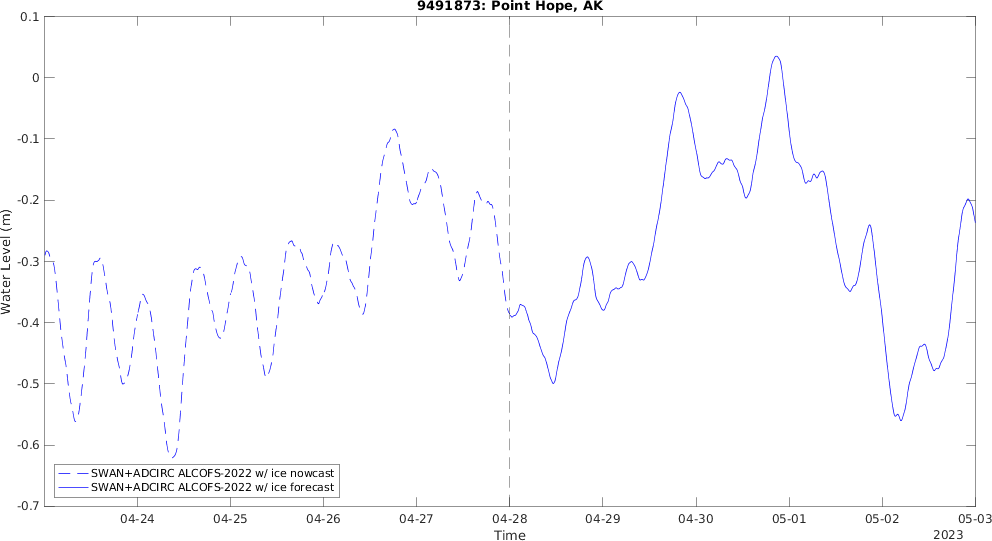 9491873: Point Hope, AK
0.1
0
-0.1
-0.2
-0.3
-0.4
-0.5
-0.6
-0.7
Water Level (m)
SWAN+ADCIRC ALCOFS-2022 w/ ice nowcast
SWAN+ADCIRC ALCOFS-2022 w/ ice forecast
04-24 04-25 04-26 04-27 04-28 04-29 04-30 05-01 05-02 05-03
Time
2023